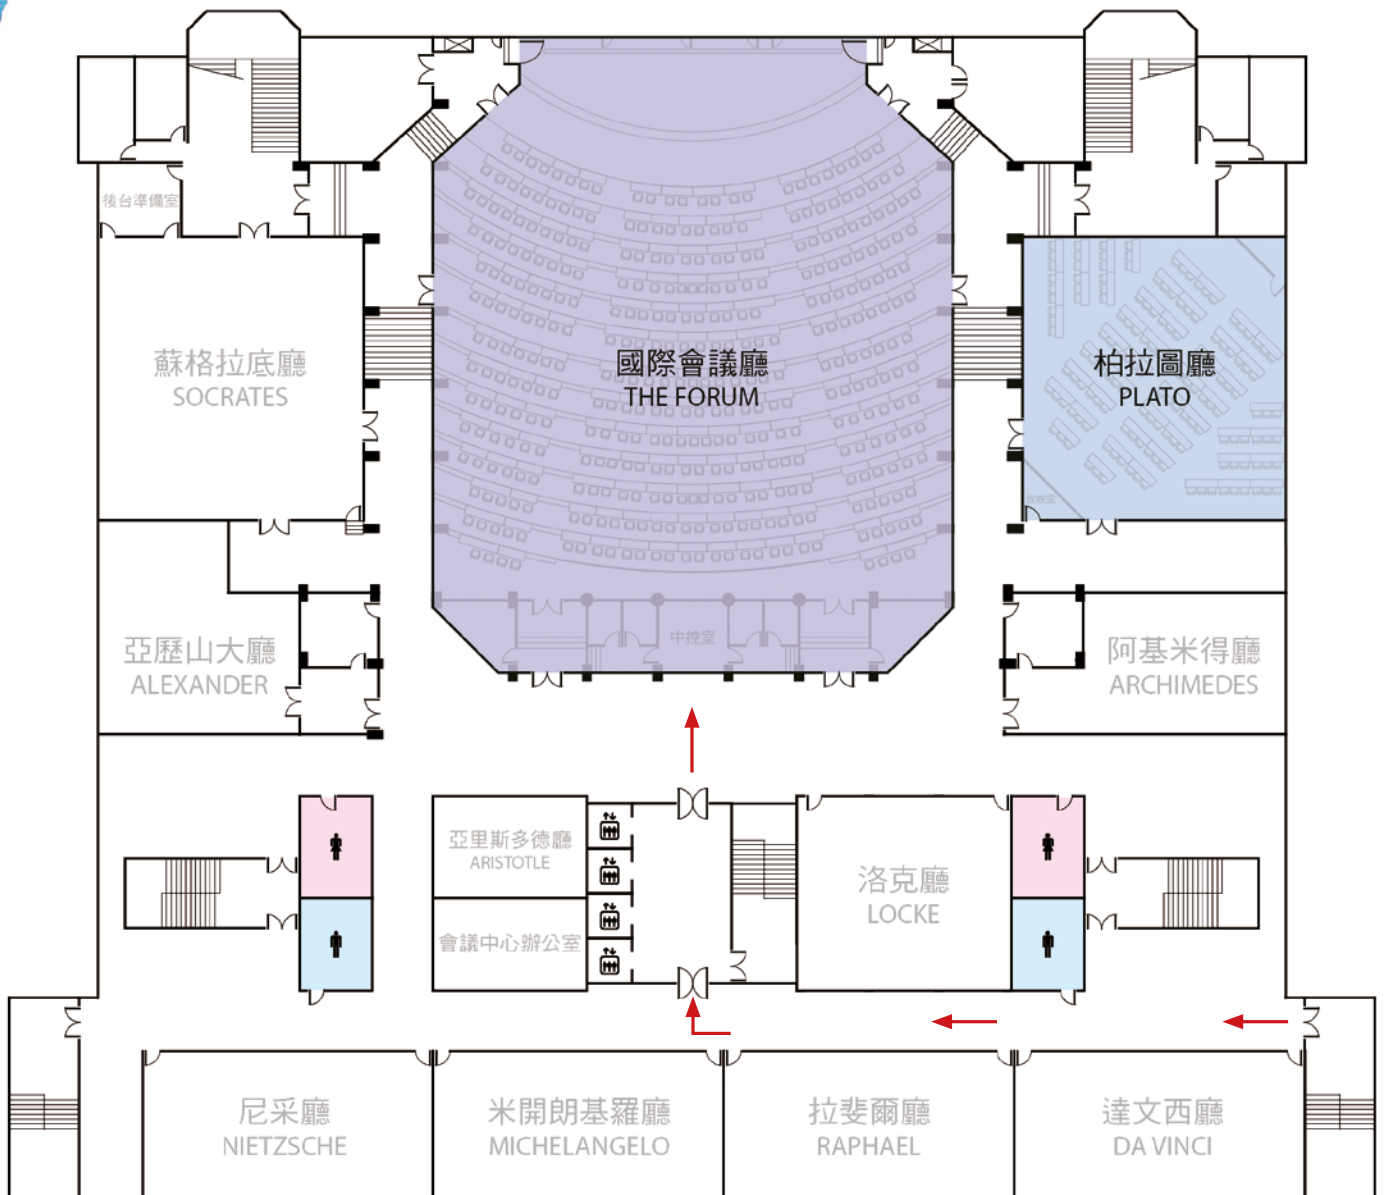 後台準備室
蘇格拉底廳
SOCRATES
國際會議廳
THE FORUM
柏拉圖廳
PLATO
放映室
中控室
亞歷山大廳
ALEXANDER
阿基米得廳
ARCHIMEDES
亞里斯多德廳
ARISTOTLE
會議中心辦公室
洛克廳
LOCKE
尼采廳
NIETZSCHE
米開朗基羅廳
MICHELANGELO
拉斐爾廳
RAPHAEL
達文西廳
DA VINCI